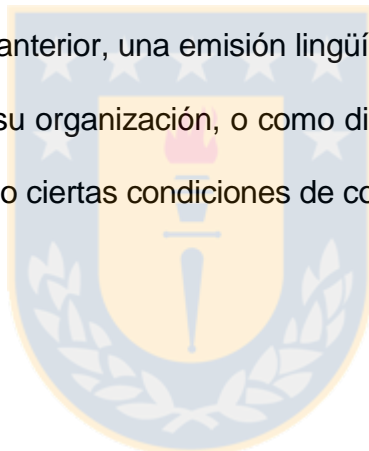 anterior, una emisión lingüí
su organización, o como di
o ciertas condiciones de co